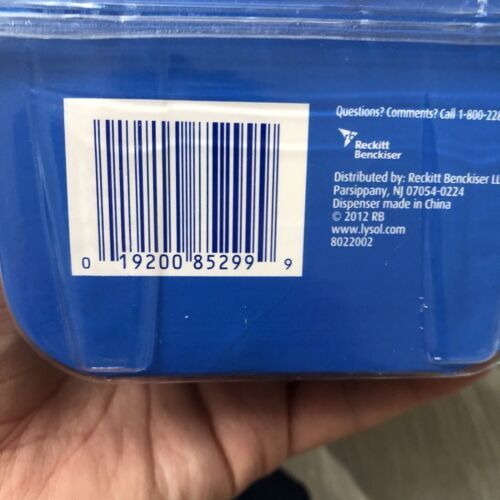 0 19200 85299 9
Questions? Comments? Call 1-800-228
Reckitt
Benckiser
Distributed by: Reckitt Benckiser LL
Parsippany, NJ 07054-0224
Dispenser made in China
© 2012 RB
www.lysol.com
8022002